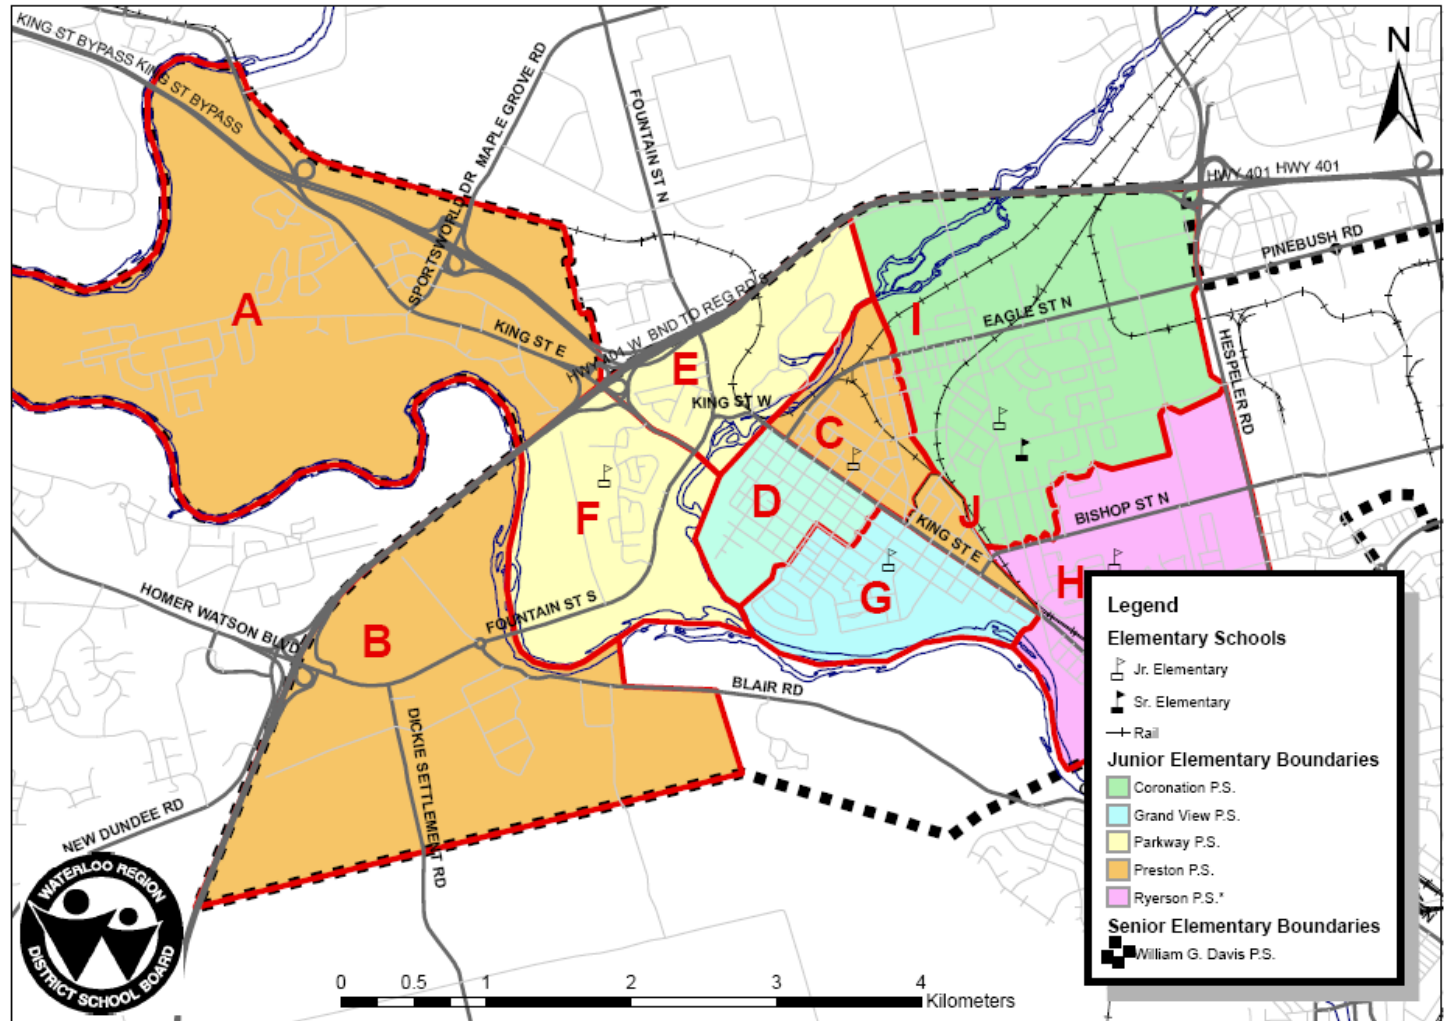 KING ST BYPASS KING ST BYPASS
SPORTSWORLD DR MAPLE GROVE RD
FOUNTAIN ST N
N
HWY 401 HWY 401
PINEBUSH RD
A
KING ST E
HWY 401 W BND TO REG RD 8
I
EAGLE ST N
HESPELER RD
E
KING ST W
C
D
F
J
KING ST E
BISHOP ST N
H
G
HOMER WATSON BLVD
B
FOUNTAIN ST S
BLAIR RD
DICKIE SETTLEMENT RD
NEW DUNDEE RD
WATERLOO REGION
DISTRICT SCHOOL BOARD
0 0.5 1 2 3 4
Kilometers
Legend
Elementary Schools
Jr. Elementary
Sr. Elementary
Rail
Junior Elementary Boundaries
Coronation P.S.
Grand View P.S.
Parkway P.S.
Preston P.S.
Ryerson P.S.*
Senior Elementary Boundaries
William G. Davis P.S.